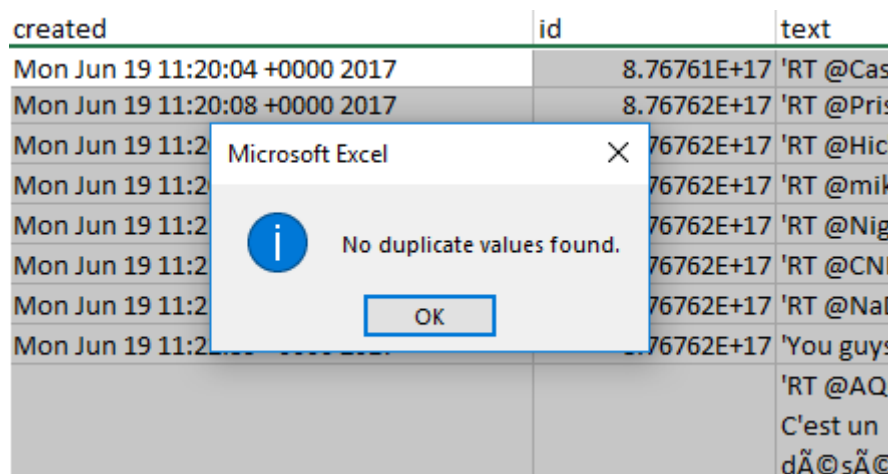 created id text
Mon Jun 19 11:20:04 +0000 2017 8.76761E+17 'RT @Cas
Mon Jun 19 11:20:08 +0000 2017 8.76762E+17 'RT @Pris
Mon Jun 19 11:2 76762E+17 'RT @Hic
Mon Jun 19 11:2 76762E+17 'RT @mik
Mon Jun 19 11:2 76762E+17 'RT @Nig
Mon Jun 19 11:2 76762E+17 'RT @CNI
Mon Jun 19 11:2 76762E+17 'RT @Nal
Mon Jun 19 11:2 76762E+17 'You guys
'RT @AQ
C'est un
dÃ©sÃ©
Microsoft Excel
No duplicate values found.
OK